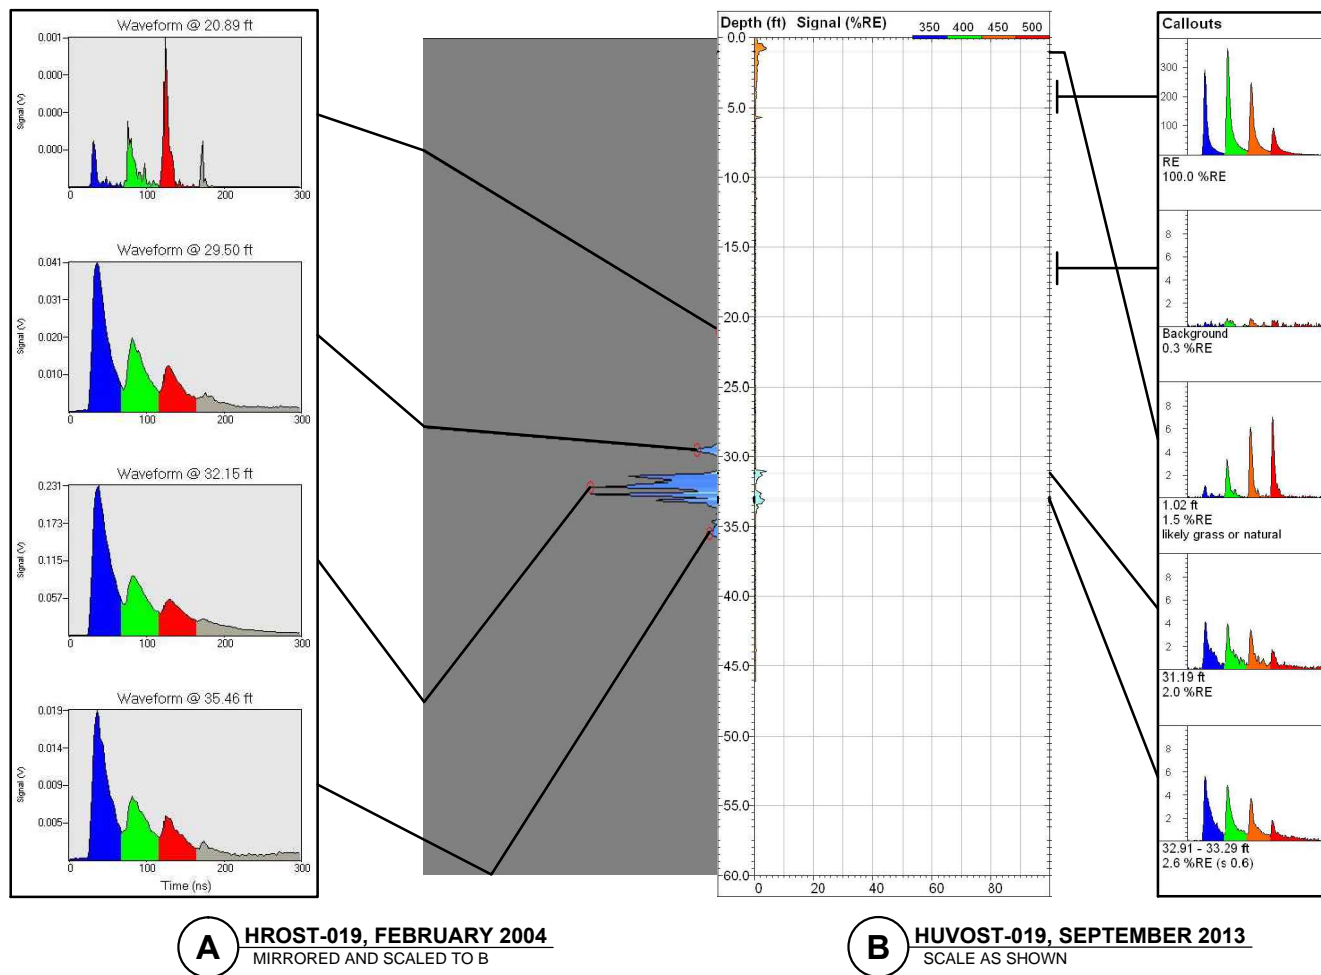 Waveform @ 20.89 ft
0.001
0.000
0.000
0.000
Signal (V)
0 100 200 300
Waveform @ 29.50 ft
0.041
0.031
0.020
0.010
Signal (V)
0 100 200 300
Waveform @ 32.15 ft
0.231
0.173
0.115
0.057
Signal (V)
0 100 200 300
Waveform @ 35.46 ft
0.019
0.014
0.009
0.005
Signal (V)
0 100 200 300
Time (ns)
Depth (ft) Signal (%RE)
350 400 450 500
0.0
5.0
10.0
15.0
20.0
25.0
30.0
35.0
40.0
45.0
50.0
55.0
60.0
0 20 40 60 80
Callouts
300
200
100
RE
100.0 %RE
8
6
4
2
Background
0.3 %RE
8
6
4
2
1.02 ft
1.5 %RE
likely grass or natural
8
6
4
2
31.19 ft
2.0 %RE
8
6
4
2
32.91 - 33.29 ft
2.6 %RE (s 0.6)
A
HROST-019, FEBRUARY 2004
MIRRORED AND SCALED TO B
B
HUVOST-019, SEPTEMBER 2013
SCALE AS SHOWN